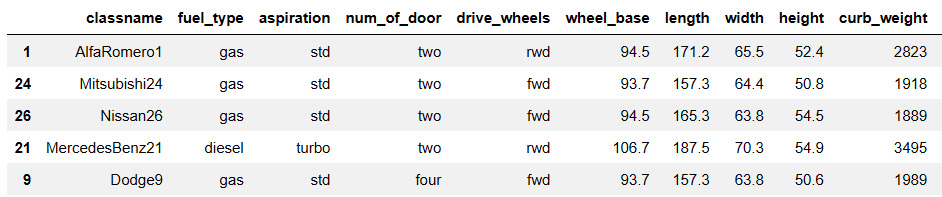 classname fuel_type aspiration num_of_door drive_wheels wheel_base length width height curb_weight
1 AlfaRomero1 gas std two rwd 94.5 171.2 65.5 52.4 2823
24 Mitsubishi24 gas std two fwd 93.7 157.3 64.4 50.8 1918
26 Nissan26 gas std two fwd 94.5 165.3 63.8 54.5 1889
21 MercedesBenz21 diesel turbo two rwd 106.7 187.5 70.3 54.9 3495
9 Dodge9 gas std four fwd 93.7 157.3 63.8 50.6 1989